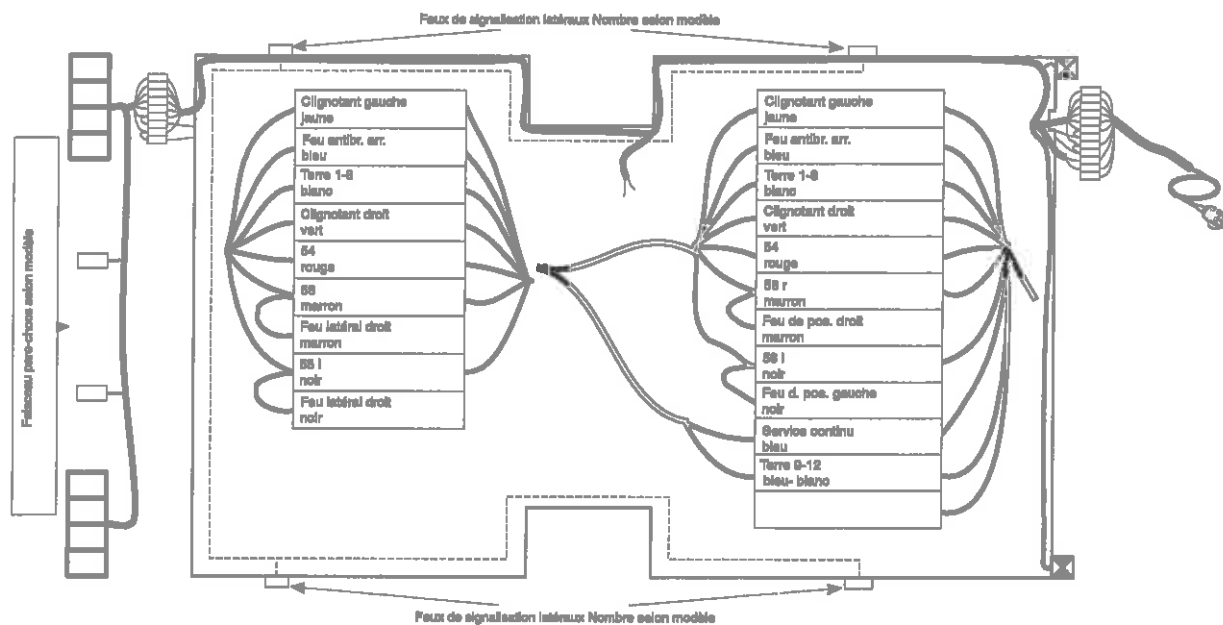 Feux de signalisation latéraux Nombre selon modèle
Faisceau pare-chocs selon modèle
Clignotant gauche
jaune
Feu antibr. arr.
bleu
Terre 1-8
blanc
Clignotant droit
vert
54
rouge
58
marron
Feu latéral droit
marron
58 l
noir
Feu latéral droit
noir
Clignotant gauche
jaune
Feu antibr. arr.
bleu
Terre 1-8
blanc
Clignotant droit
vert
54
rouge
58 r
marron
Feu de pos. droit
marron
58 l
noir
Feu d. pos. gauche
noir
Service continu
bleu
Terre 9-12
bleu- blanc
Feux de signalisation latéraux Nombre selon modèle